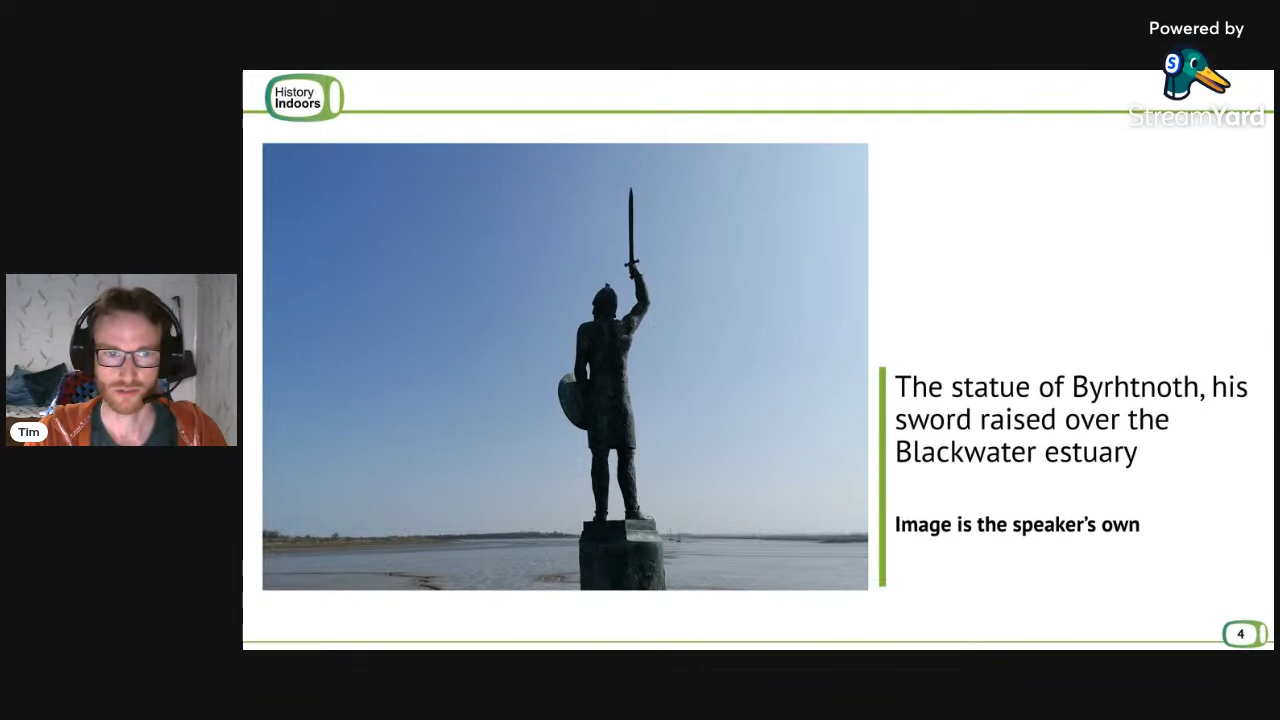 Powered by
S
StreamYard
History
Indoors
Tim
The statue of Byrhtnoth, his
sword raised over the
Blackwater estuary
Image is the speaker’s own
4